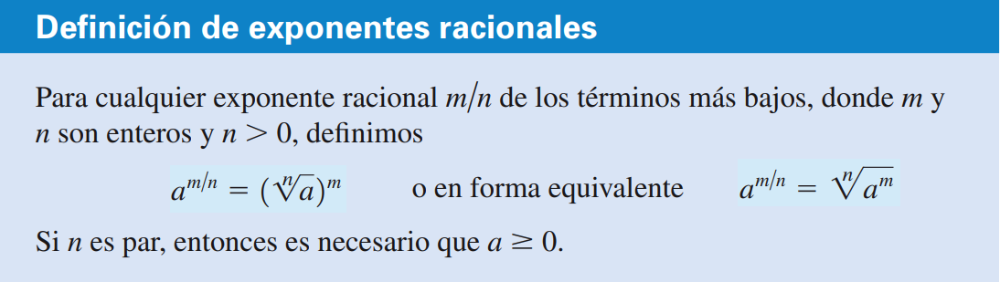 Definición de exponentes racionales
Para cualquier exponente racional m/n de los términos más bajos, donde m y
n son enteros y n > 0, definimos
a^{m/n} = (\sqrt[n]{a})^m o en forma equivalente a^{m/n} = \sqrt[n]{a^m}
Si n es par, entonces es necesario que a ≥ 0.